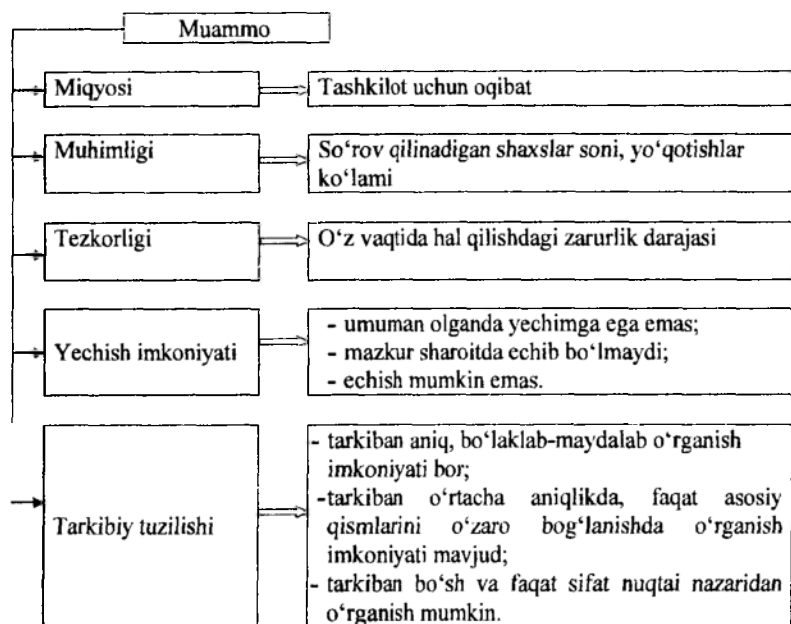 Muammo
Miqyosi
Tashkilot uchun oqibat
Muhimligi
So‘rov qilinadigan shaxslar soni, yo‘qotishlar
ko‘lami
Tezkorligi
O‘z vaqtida hal qilishdagi zarurlik darajasi
Yechish imkoniyati
- umuman olganda yechimga ega emas;
- mazkur sharoitda echib bo‘lmaydi;
- echish mumkin emas.
Tarkibiy tuzilishi
- tarkiban aniq, bo‘laklab-maydalab o‘rganish
imkoniyati bor;
-tarkiban o‘rtacha aniqlikda, faqat asosiy
qismlarini o‘zaro bog‘lanishda o‘rganish
imkoniyati mavjud;
- tarkiban bo‘sh va faqat sifat nuqtai nazaridan
o‘rganish mumkin.